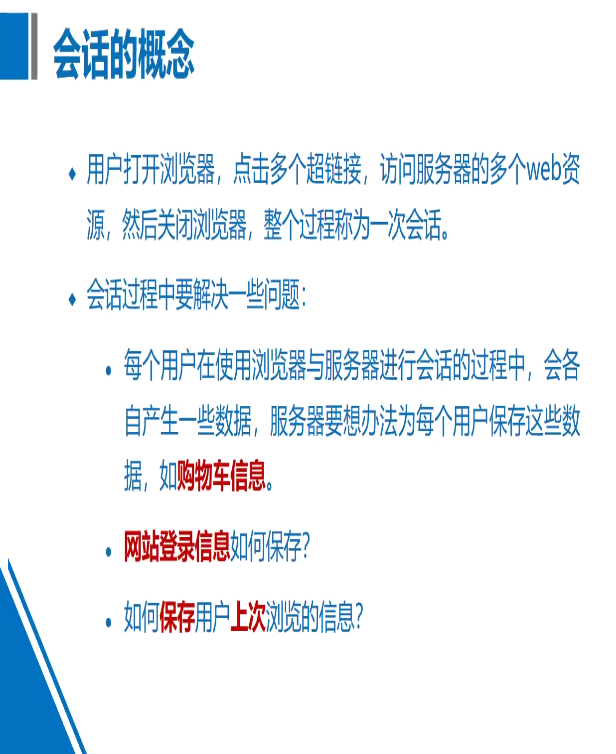 会话的概念
用户打开浏览器，点击多个超链接，访问服务器的多个web资
源，然后关闭浏览器，整个过程称为一次会话。
会话过程中要解决一些问题：
每个用户在使用浏览器与服务器进行会话的过程中，会各
自产生一些数据，服务器要想办法为每个用户保存这些数
据，如购物车信息。
网站登录信息如何保存？
如何保存用户上次浏览的信息？